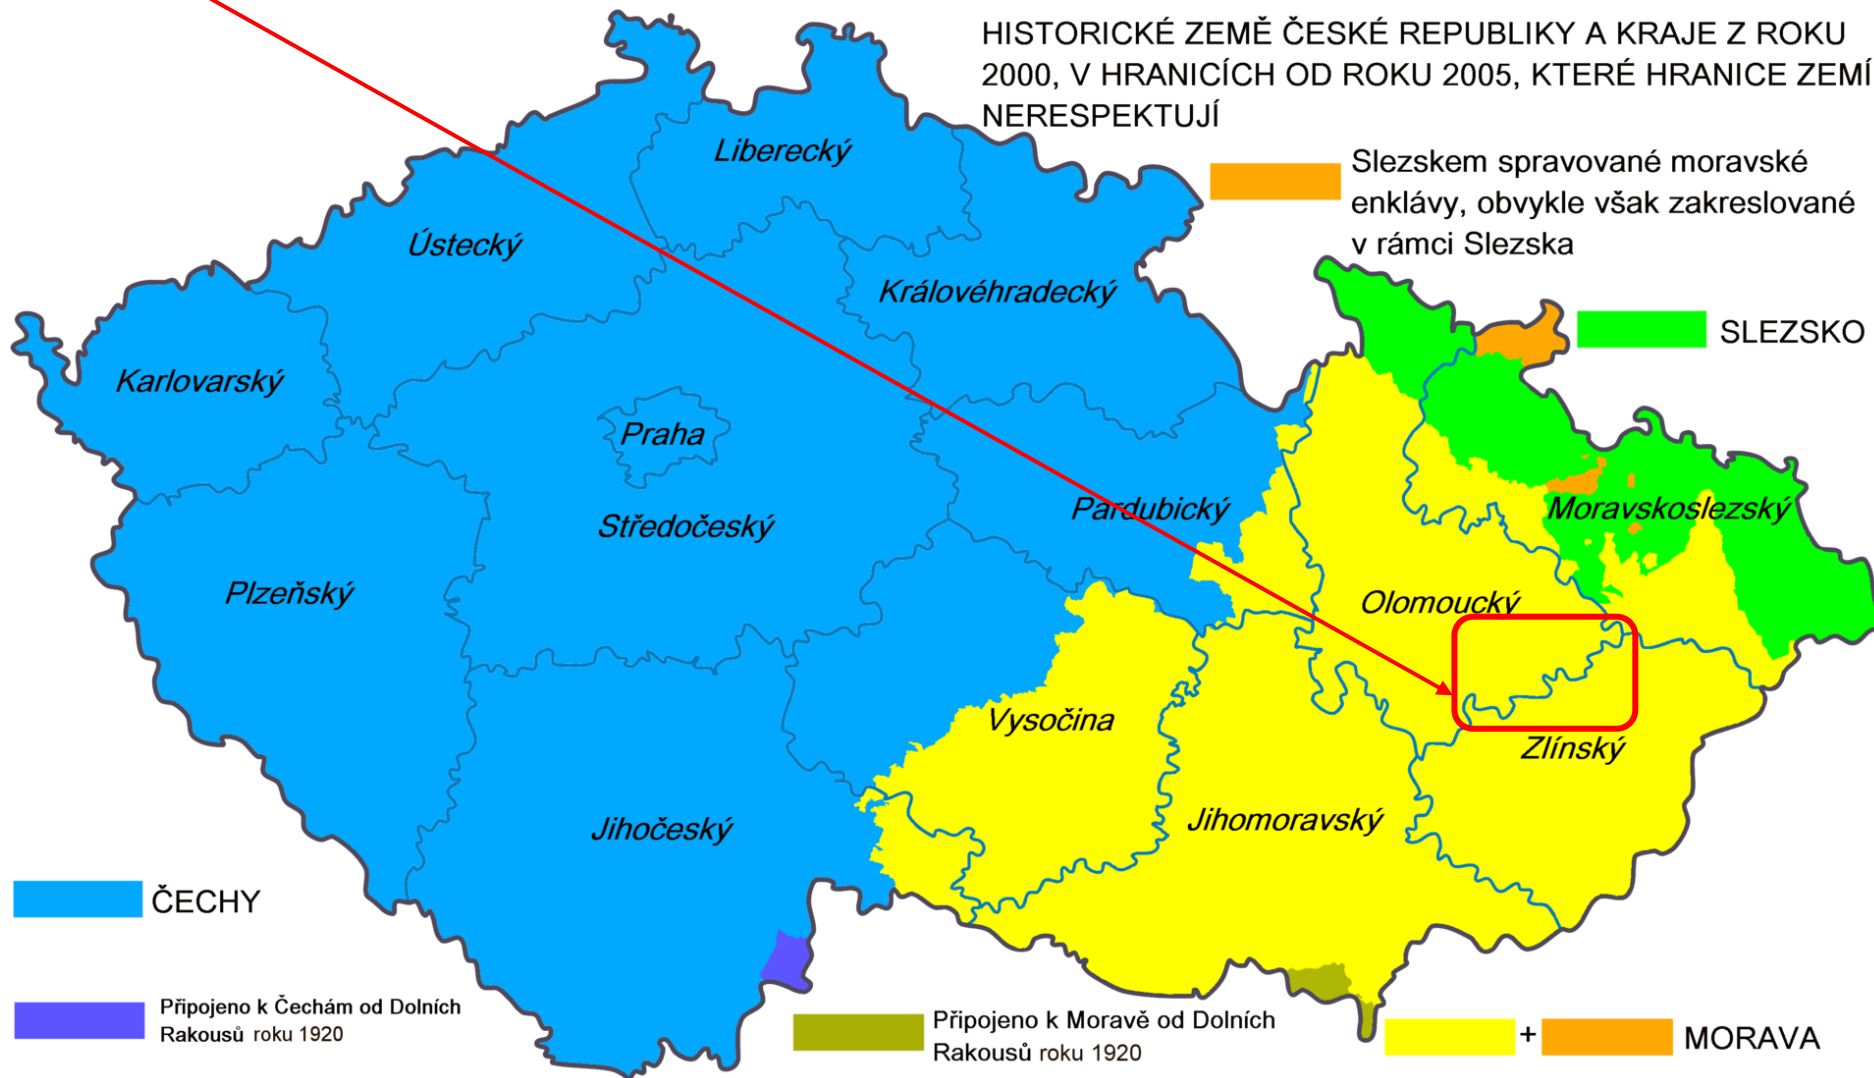 HISTORICKÉ ZEMĚ ČESKÉ REPUBLIKY A KRAJE Z ROKU
2000, V HRANICÍCH OD ROKU 2005, KTERÉ HRANICE ZEMÍ
NERESPEKTUJÍ
Slezskem spravované moravské
enklávy, obvykle však zakreslované
v rámci Slezska
SLEZSKO
Liberecký
Ústecký
Královéhradecký
Karlovarský
Praha
Středočeský
Pardubický
Moravskoslezský
Plzeňský
Olomoucký
Vysočina
Zlínský
Jihočeský
Jihomoravský
ČECHY
Připojeno k Čechám od Dolních
Rakousů roku 1920
Připojeno k Moravě od Dolních
Rakousů roku 1920
+
MORAVA